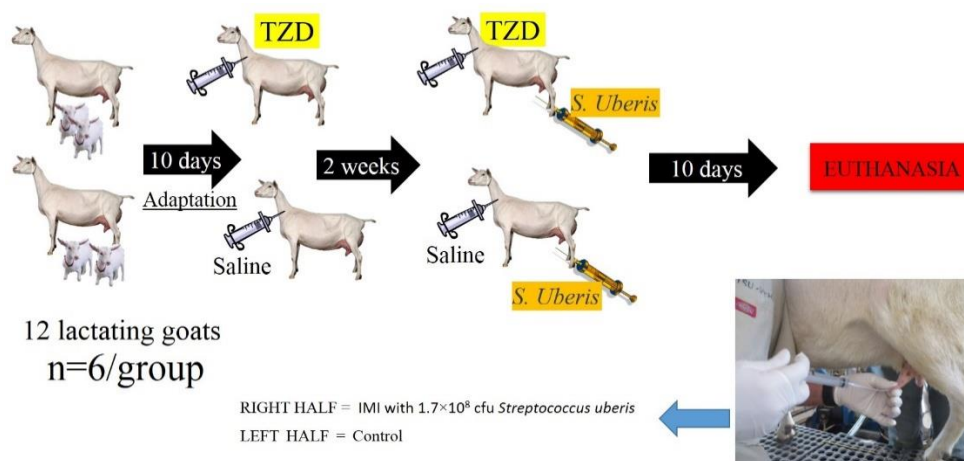 TZD
TZD
S. Uberis
10 days
2 weeks
10 days
EUTHANASIA
Adaptation
Saline
Saline
S. Uberis
12 lactating goats
n=6/group
RIGHT HALF = IMI with 1.7×10⁸ cfu Streptococcus uberis
LEFT HALF = Control